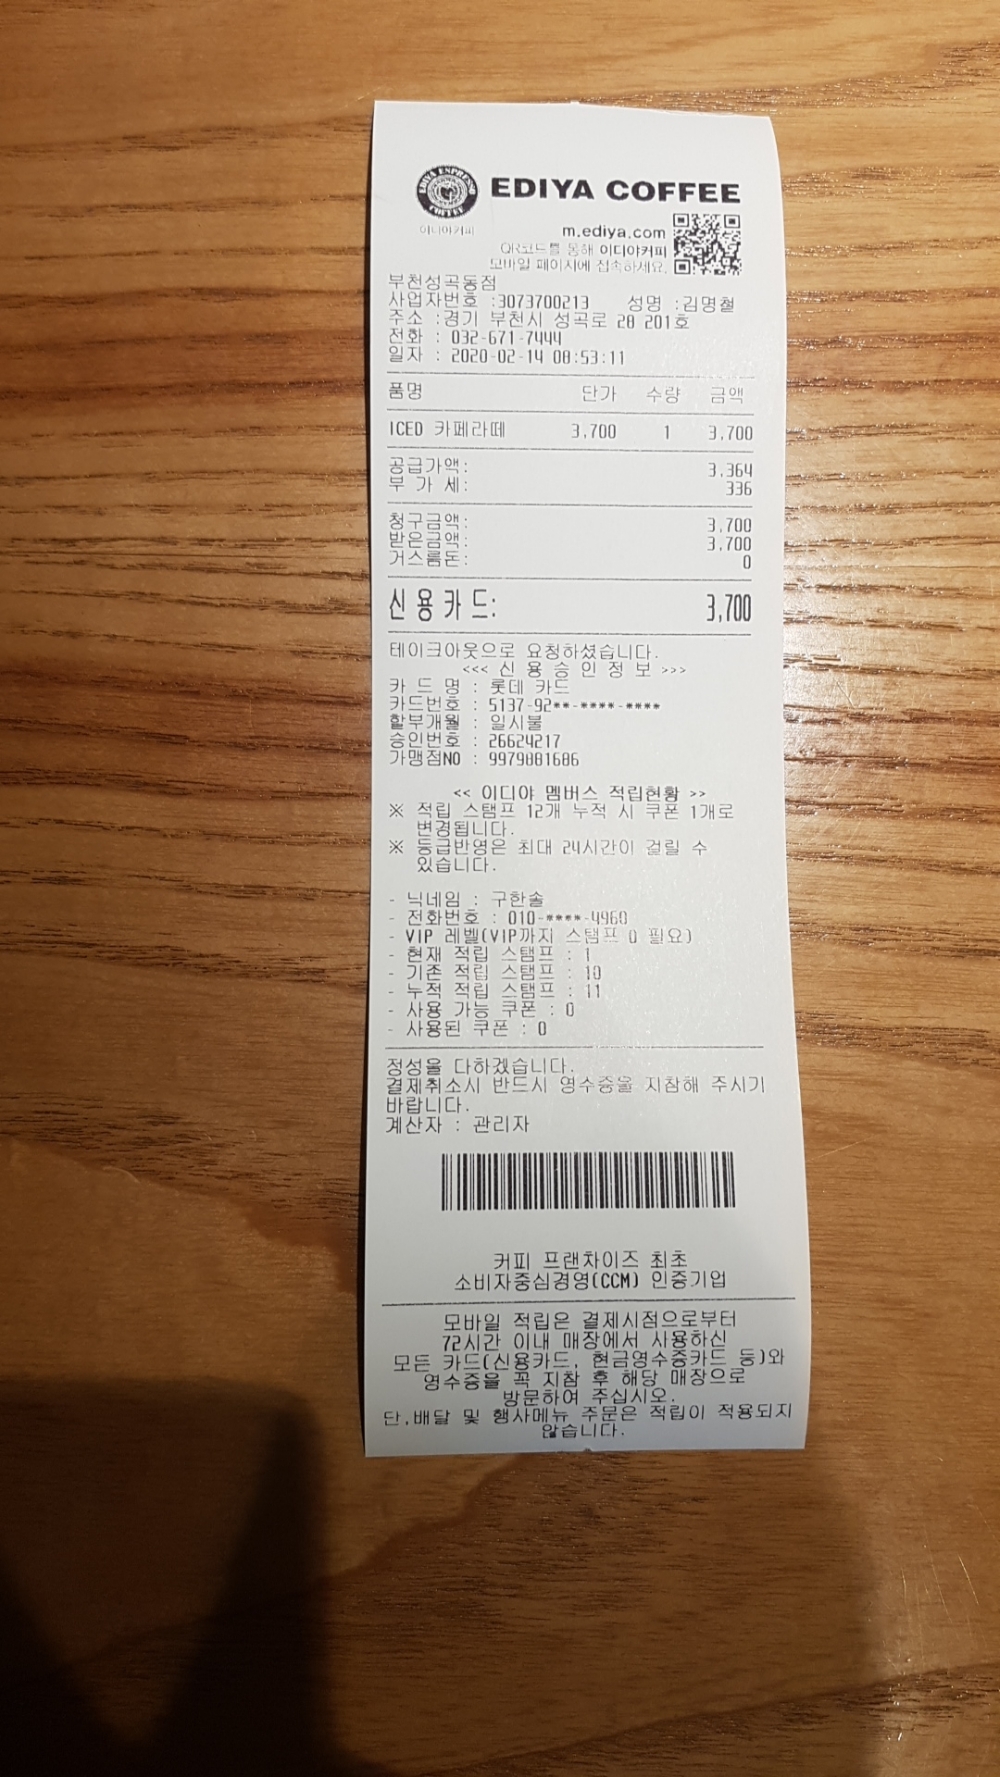 EDIYA ESPRESSO
COFFEE
이디야커피
EDIYA COFFEE
m.ediya.com
QR코드를 통해 이디야커피
모바일 페이지에 접속하세요.
부천성곡동점
사업자번호 :3073700213 성명 :김명철
주소 :경기 부천시 성곡로 28 201호
전화 : 032-671-7444
일자 : 2020-02-14 08:53:11
품명 단가 수량 금액
ICED 카페라떼 3,700 1 3,700
공급가액: 3,364
부 가 세: 336
청구금액: 3,700
받은금액: 3,700
거스름돈: 0
신용카드: 3,700
테이크아웃으로 요청하셨습니다.
<<< 신 용 승 인 정 보 >>>
카 드 명 : 롯데 카드
카드번호 : 5137-92**-****-****
할부개월 : 일시불
승인번호 : 26624217
가맹점NO : 9979881686
<< 이디야 멤버스 적립현황 >>
※ 적립 스탬프 12개 누적 시 쿠폰 1개로
변경됩니다.
※ 등급반영은 최대 24시간이 걸릴 수
있습니다.
- 닉네임 : 구한솔
- 전화번호 : 010-****-4960
- VIP 레벨(VIP까지 스탬프 0 필요)
- 현재 적립 스탬프 : 1
- 기존 적립 스탬프 : 10
- 누적 적립 스탬프 : 11
- 사용 가능 쿠폰 : 0
- 사용된 쿠폰 : 0
정성을 다하겠습니다.
결제취소시 반드시 영수증을 지참해 주시기
바랍니다.
계산자 : 관리자
커피 프랜차이즈 최초
소비자중심경영(CCM) 인증기업
모바일 적립은 결제시점으로부터
72시간 이내 매장에서 사용하신
모든 카드(신용카드, 현금영수증카드 등)와
영수증을 꼭 지참 후 해당 매장으로
방문하여 주십시오.
단,배달 및 행사메뉴 주문은 적립이 적용되지
않습니다.